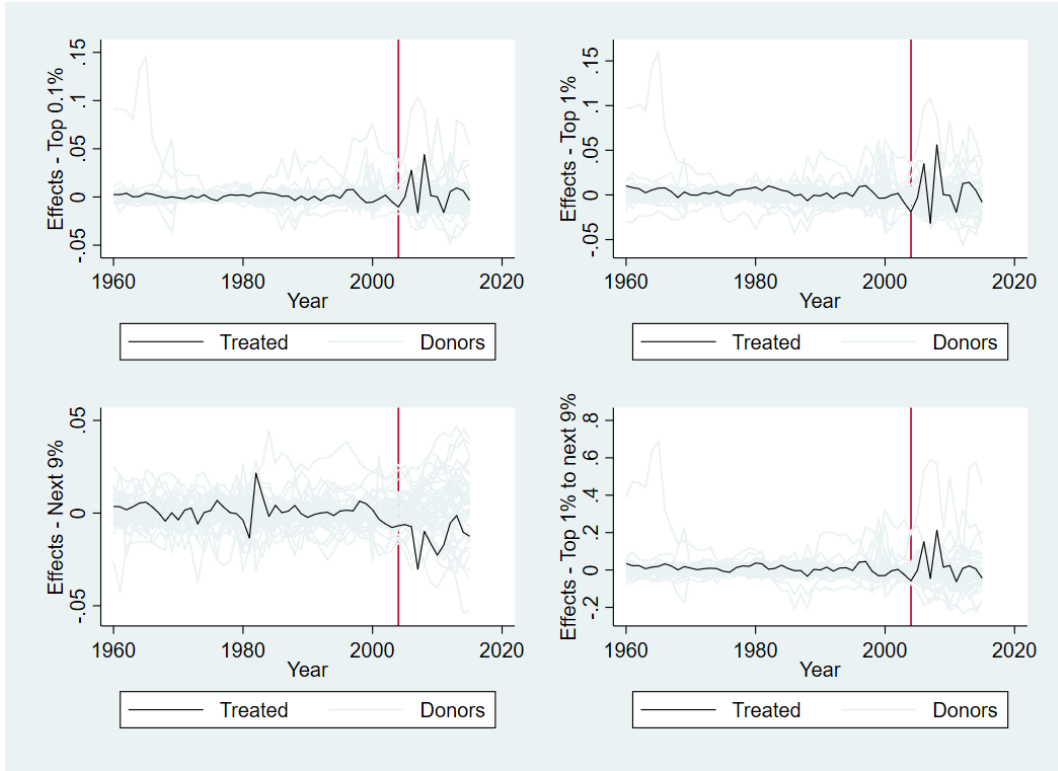 Effects - Top 0.1%
.15
.1
.05
0
-.05
1960 1980 2000 2020
Year
Treated Donors
Effects - Top 1%
.15
.1
.05
0
-.05
1960 1980 2000 2020
Year
Treated Donors
Effects - Next 9%
.05
0
-.05
1960 1980 2000 2020
Year
Treated Donors
Effects - Top 1% to next 9%
.8
.6
.4
.2
0
-.2
1960 1980 2000 2020
Year
Treated Donors